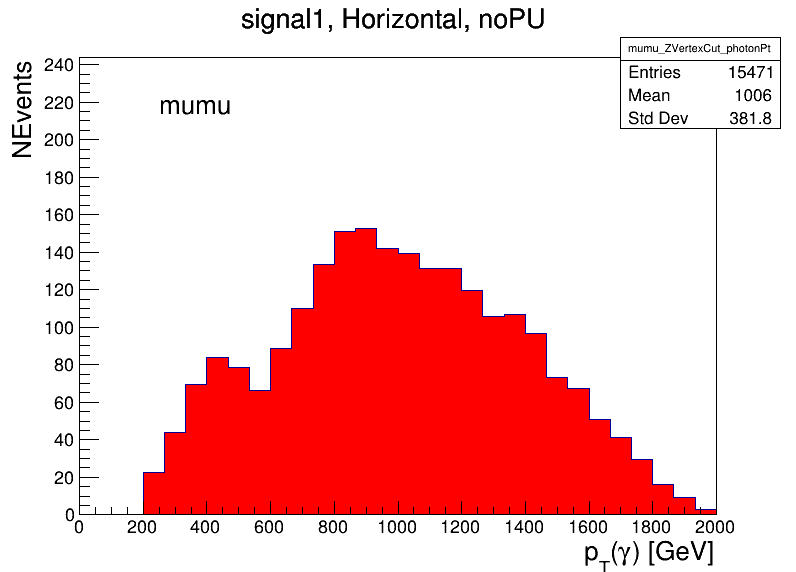 signal1, Horizontal, noPU
mumu_ZVertexCut_photonPt
Entries 15471
Mean 1006
Std Dev 381.8
NEvents
mumu
240
220
200
180
160
140
120
100
80
60
40
20
0
0 200 400 600 800 1000 1200 1400 1600 1800 2000
p_T(γ) [GeV]